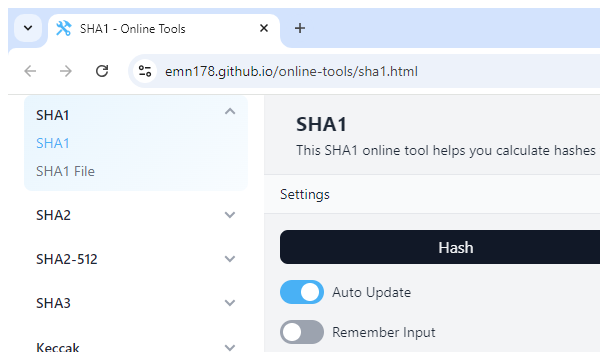 SHA1 - Online Tools
emn178.github.io/online-tools/sha1.html
SHA1
SHA1
SHA1 File
SHA2
SHA2-512
SHA3
Keccak
SHA1
This SHA1 online tool helps you calculate hashes
Settings
Hash
Auto Update
Remember Input